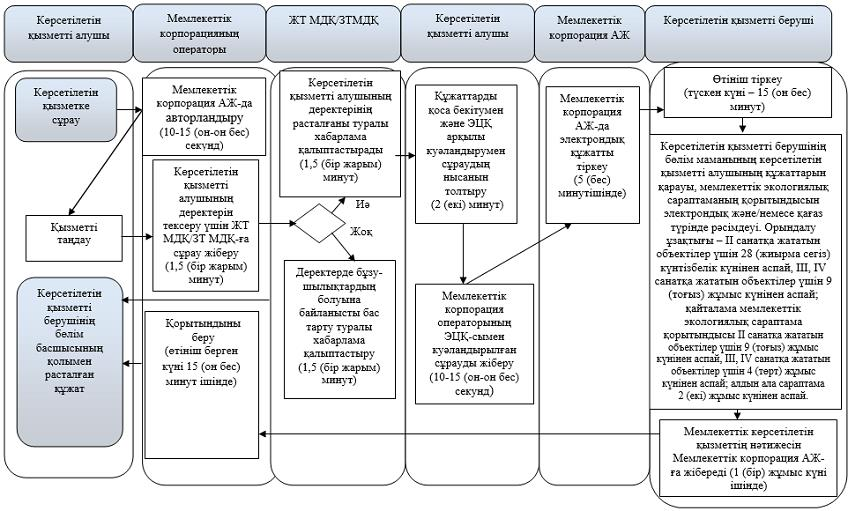 Көрсетілетін
қызметті алушы
Мемлекеттік
корпорацияның
операторы
ЖТ МДҚ/ЗТМДҚ
Көрсетілетін
қызметті алушы
Мемлекеттік
корпорация АЖ
Көрсетілетін қызметті беруші
Көрсетілетін
қызметке
сұрау
Қызметті
таңдау
Көрсетілетін
қызметті
берушінің
бөлім
басшысының
қолымен
расталған
құжат
Мемлекеттік
корпорация АЖ-да
авторландыру
(10-15 (он-он бес)
секунд)
Көрсетілетін
қызметті
алушының
деректерін
тексеру үшін ЖТ
МДҚ/ЗТ МДҚ-ға
сұрау жіберу
(1,5 (бір жарым)
минут)
Қорытындыны
беру
(өтініш берген
күні 15 (он бес)
минут ішінде)
Көрсетілетін
қызметті алушының
деректерінің
расталғаны туралы
хабарлама
қалыптастырады
(1,5 (бір жарым)
минут)
Иә
Жоқ
Деректерде бұзу-
шылықтардың
болуына
байланысты бас
тарту туралы
хабарлама
қалыптастыру
(1,5 (бір жарым)
минут)
Құжаттарды
қоса бекітумен
және ЭЦҚ
арқылы
куәландырумен
сұраудың
нысанын
толтыру
(2 (екі) минут)
Мемлекеттік
корпорация
операторының
ЭЦҚ-сымен
куәландырылған
сұрауды жіберу
(10-15 (он-он бес)
секунд)
Мемлекеттік
корпорация
АЖ-да
электрондық
құжатты
тіркеу
(5 (бес)
минутішінде)
Өтініш тіркеу
(түскен күні – 15 (он бес)
минут)
Көрсетілетін қызметті берушінің
бөлім маманының көрсетілетін
қызметті алушының құжаттарын
қарауы, мемлекеттік экологиялық
сараптаманың қорытындысын
электрондық және/немесе қағаз
түрінде рәсімдеуі. Орындалу
ұзақтығы – II санатқа жататын
объектілер үшін 28 (жиырма сегіз)
күнтізбелік күнінен аспай, III, IV
санатқа жататын объектілер үшін 9
(тоғыз) жұмыс күнінен аспай;
қайталама мемлекеттік
экологиялық сараптама
қорытындысы II санатқа жататын
объектілер үшін 9 (тоғыз) жұмыс
күнінен аспай, III, IV санатқа жататын
объектілер үшін 4 (төрт) жұмыс
күнінен аспай; алдын ала сараптама
2 (екі) жұмыс күнінен аспай.
Мемлекеттік көрсетілетін
қызметтің нәтижесін
Мемлекеттік корпорация АЖ-
ға жібереді (1 (бір) жұмыс күні
ішінде)